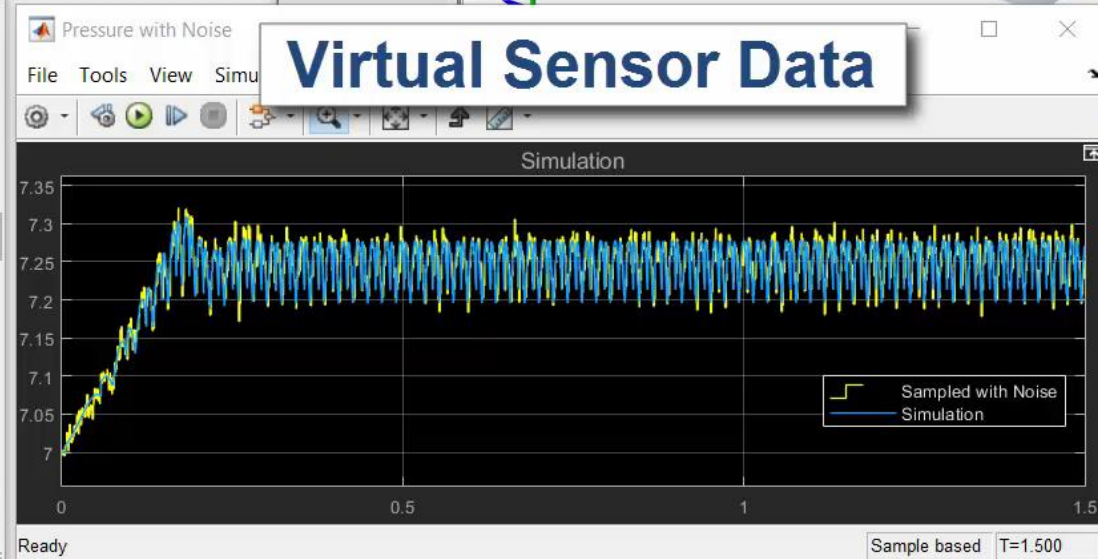 Pressure with Noise
Virtual Sensor Data
File Tools View Simu
Simulation
7.35
7.3
7.25
7.2
7.15
7.1
7.05
7
Sampled with Noise
Simulation
0 0.5 1 1.5
Ready Sample based T=1.500